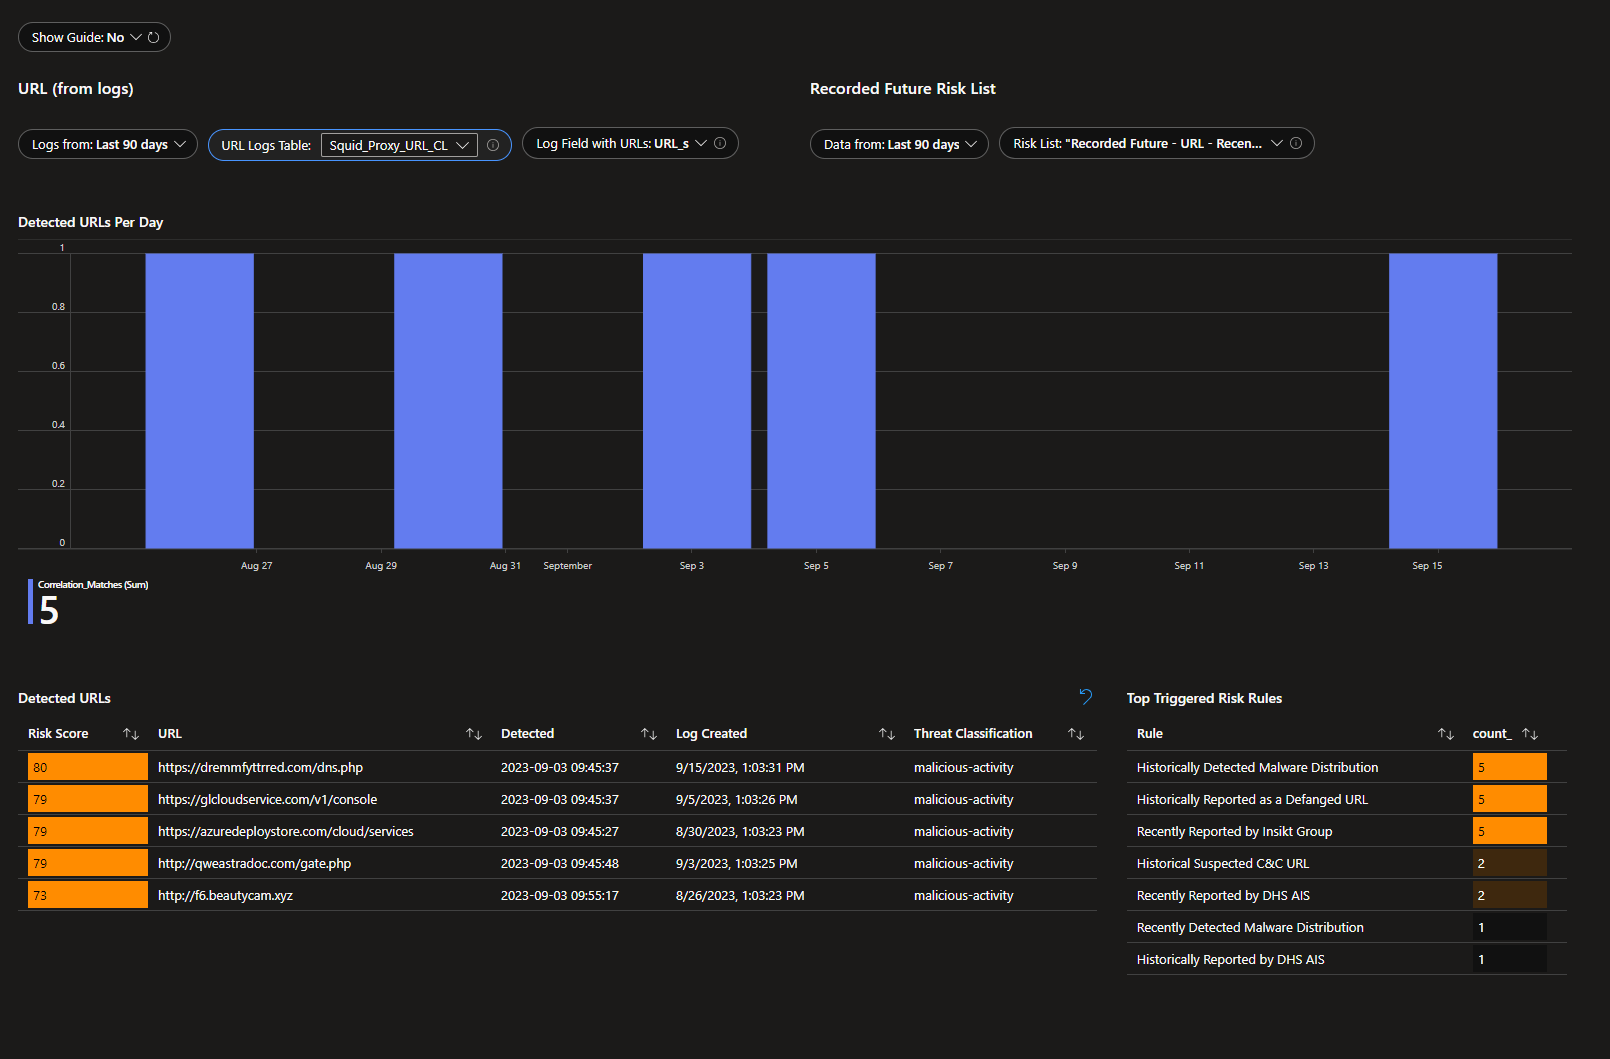 Show Guide: No
URL (from logs)
Recorded Future Risk List
Logs from: Last 90 days
URL Logs Table: Squid_Proxy_URL_CL
Log Field with URLs: URL_s
Data from: Last 90 days
Risk List: "Recorded Future - URL - Recen...
Detected URLs Per Day
1
0.8
0.6
0.4
0.2
0
Aug 27 Aug 29 Aug 31 September Sep 3 Sep 5 Sep 7 Sep 9 Sep 11 Sep 13 Sep 15
Correlation_Matches (Sum)
5
Detected URLs
Risk Score URL Detected Log Created Threat Classification
80 https://dremmfyttrred.com/dns.php 2023-09-03 09:45:37 9/15/2023, 1:03:31 PM malicious-activity
79 https://glcloudservice.com/v1/console 2023-09-03 09:45:37 9/5/2023, 1:03:26 PM malicious-activity
79 https://azuredeploystore.com/cloud/services 2023-09-03 09:45:27 8/30/2023, 1:03:23 PM malicious-activity
79 http://qweastradoc.com/gate.php 2023-09-03 09:45:48 9/3/2023, 1:03:25 PM malicious-activity
73 http://f6.beautycam.xyz 2023-09-03 09:55:17 8/26/2023, 1:03:23 PM malicious-activity
Top Triggered Risk Rules
Rule count_
Historically Detected Malware Distribution 5
Historically Reported as a Defanged URL 5
Recently Reported by Insikt Group 5
Historical Suspected C&C URL 2
Recently Reported by DHS AIS 2
Recently Detected Malware Distribution 1
Historically Reported by DHS AIS 1